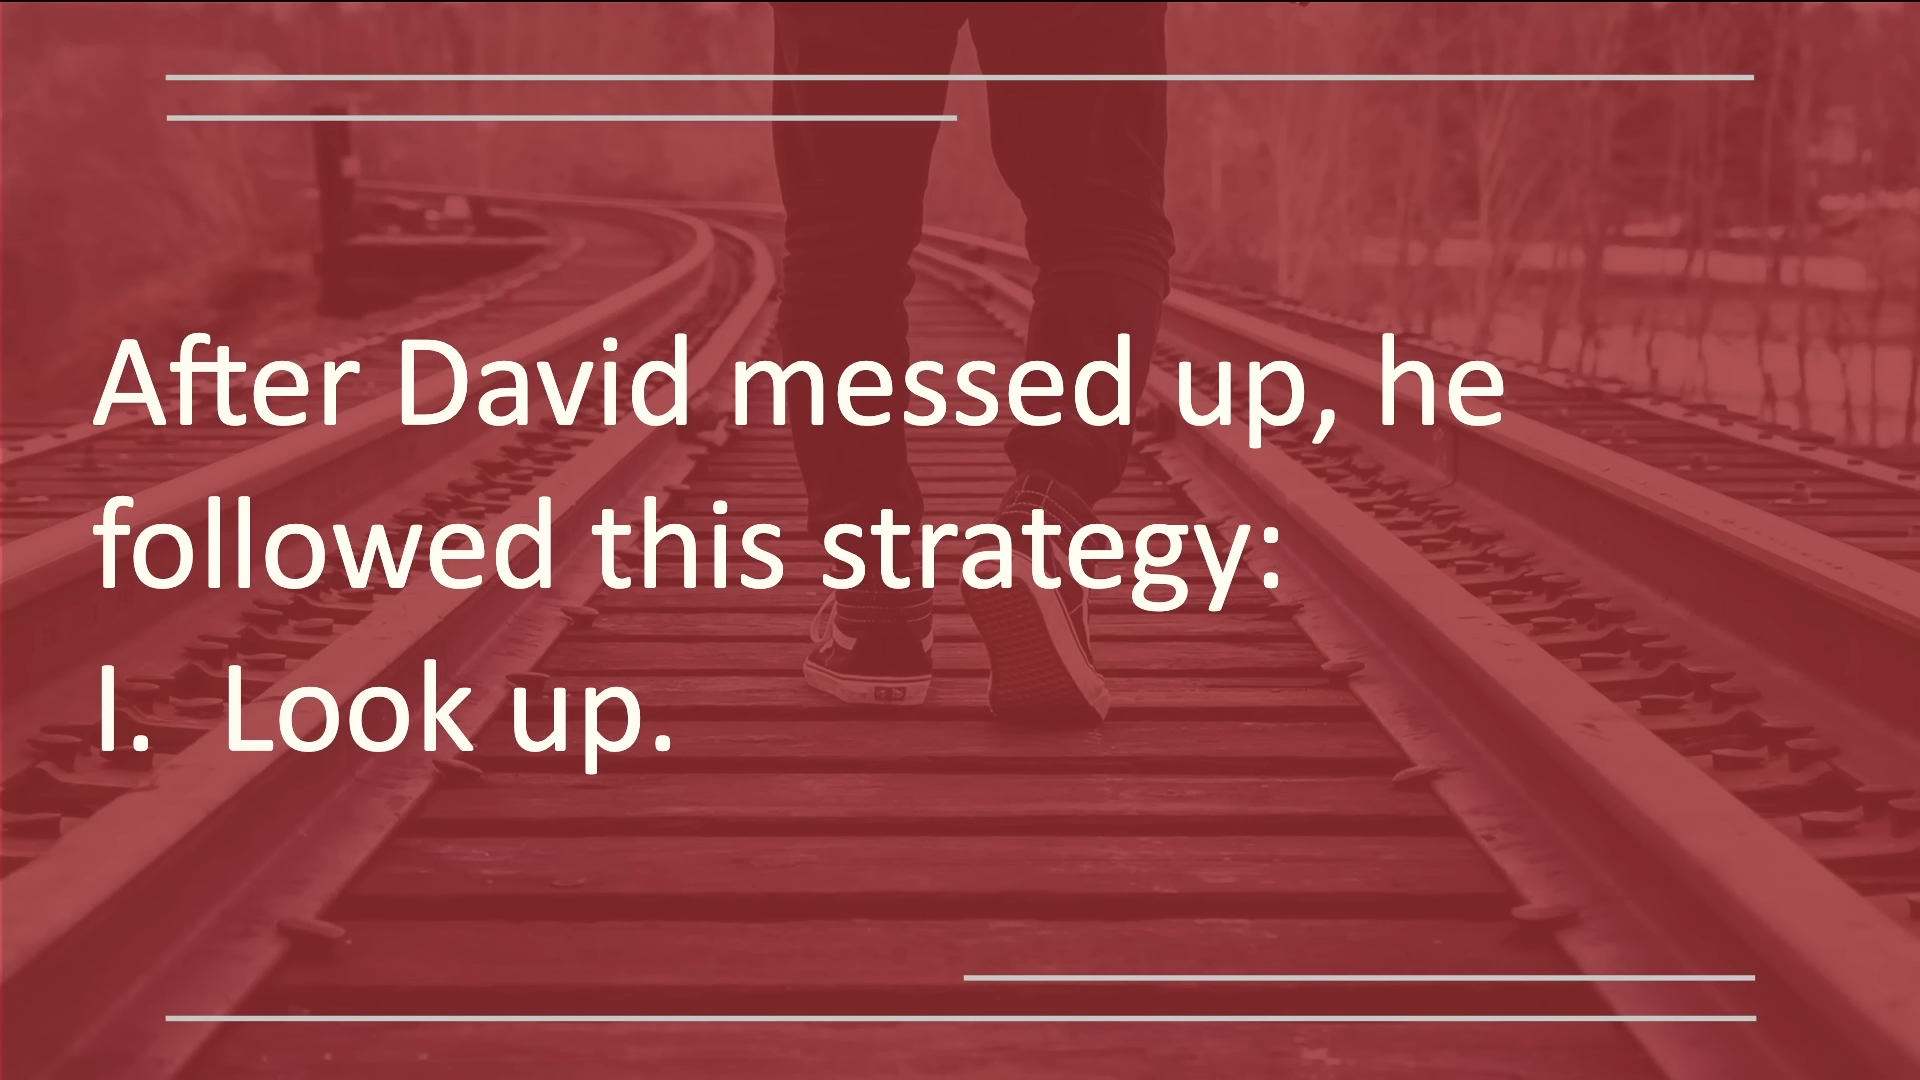 After David messed up, he
followed this strategy:
I. Look up.